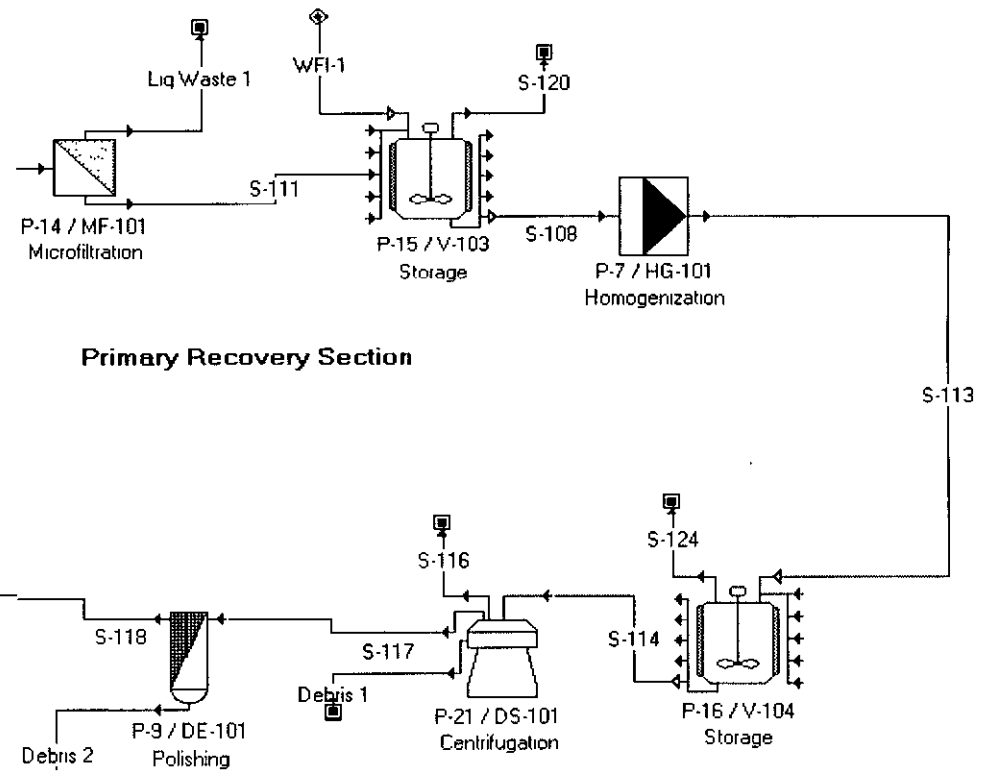 Liq Waste 1
WFI-1
S-120
S-111
P-14 / MF-101
Microfiltration
P-15 / V-103
Storage
S-108
P-7 / HG-101
Homogenization
Primary Recovery Section
S-113
S-116
S-124
S-118
S-117
S-114
Debris 1
Debris 2
P-9 / DE-101
Polishing
P-21 / DS-101
Centrifugation
P-16 / V-104
Storage